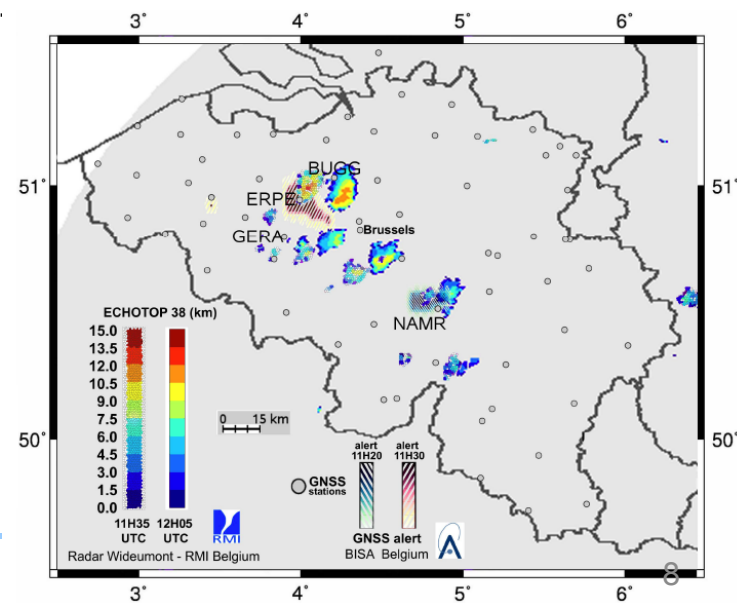 3° 4° 5° 6°
51° 51°
BUGG
ERPE
GERA
Brussels
NAMR
ECHOTOP 38 (km)
15.0
13.5
12.0
10.5
9.0
7.5
6.0
4.5
3.0
1.5
0.0
11H35 12H05
UTC UTC
RMI
Radar Wideumont - RMI Belgium
0 15 km
50° 50°
GNSS
stations
alert alert
11H20 11H30
GNSS alert
BISA Belgium
8
3° 4° 5° 6°